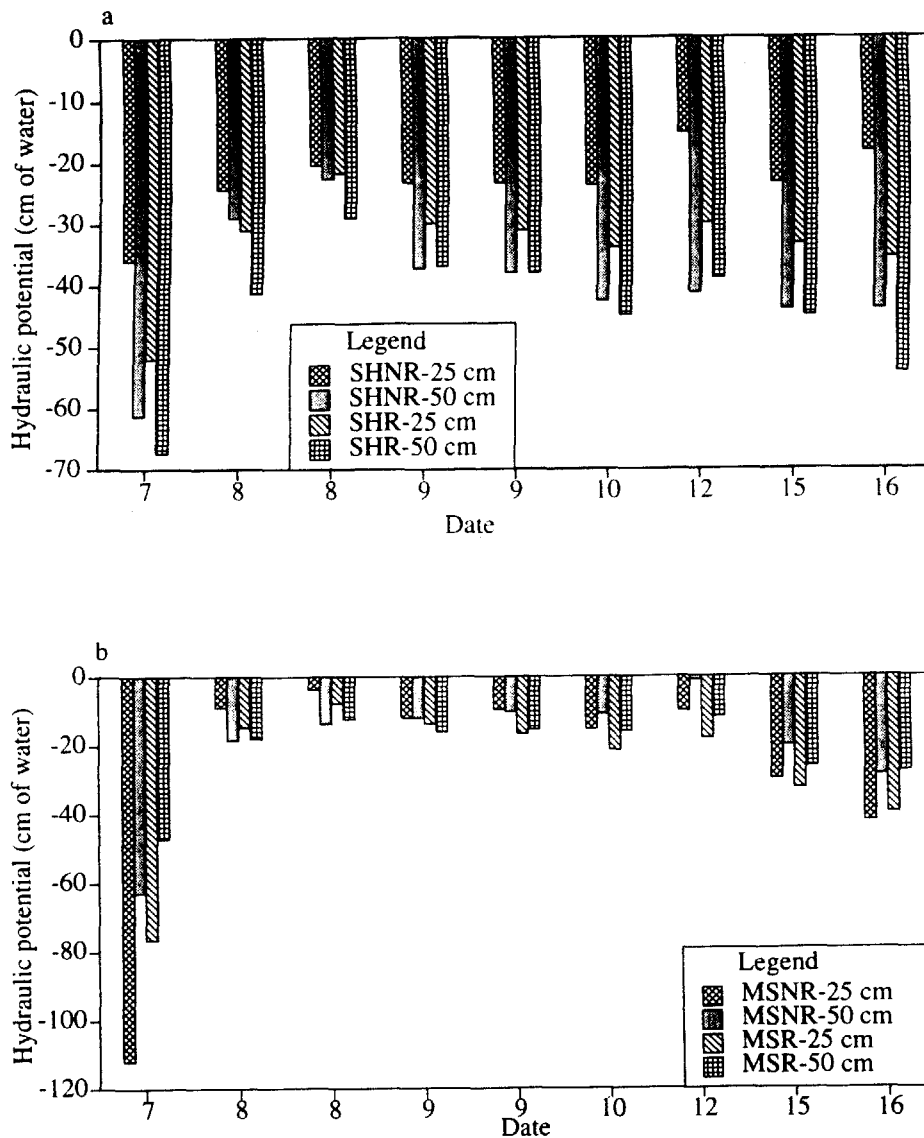 a
0
-10
-20
-30
-40
-50
-60
-70
Hydraulic potential (cm of water)
Legend
SHNR-25 cm
SHNR-50 cm
SHR-25 cm
SHR-50 cm
7 8 8 9 9 10 12 15 16
Date
b
0
-20
-40
-60
-80
-100
-120
Hydraulic potential (cm of water)
Legend
MSNR-25 cm
MSNR-50 cm
MSR-25 cm
MSR-50 cm
7 8 8 9 9 10 12 15 16
Date